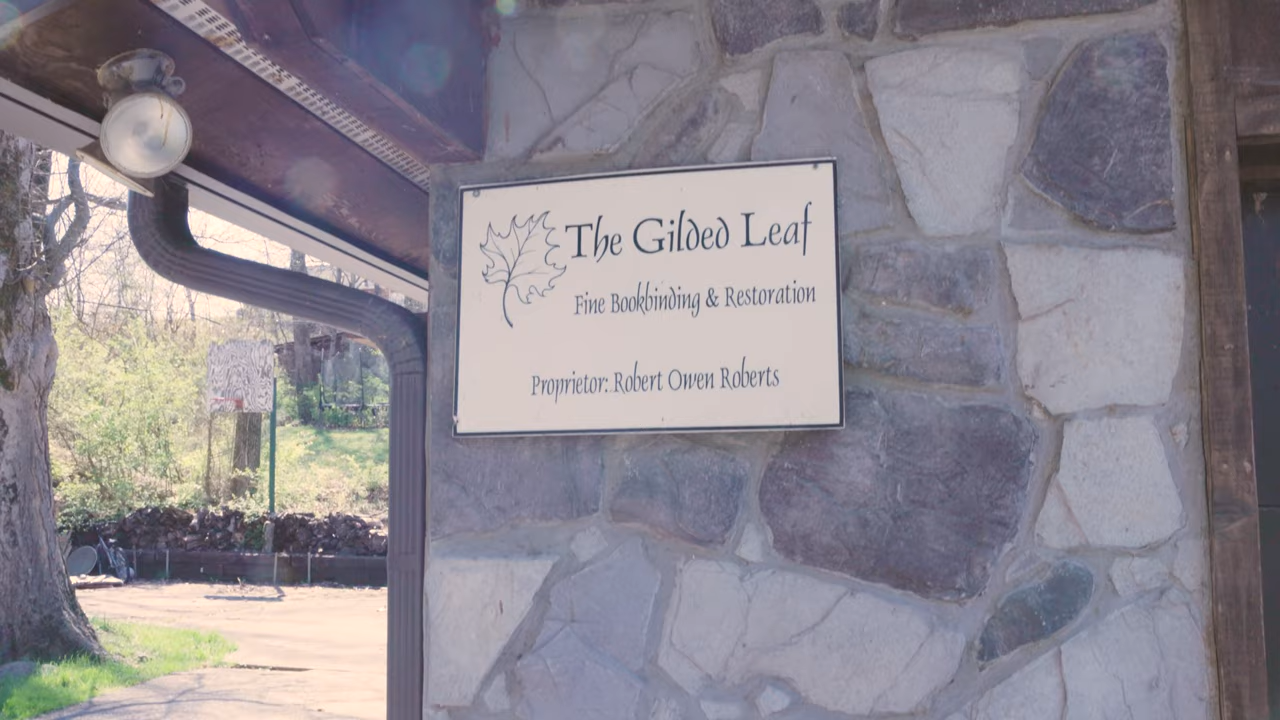 The Gilded Leaf
Fine Bookbinding & Restoration
Proprietor: Robert Owen Roberts